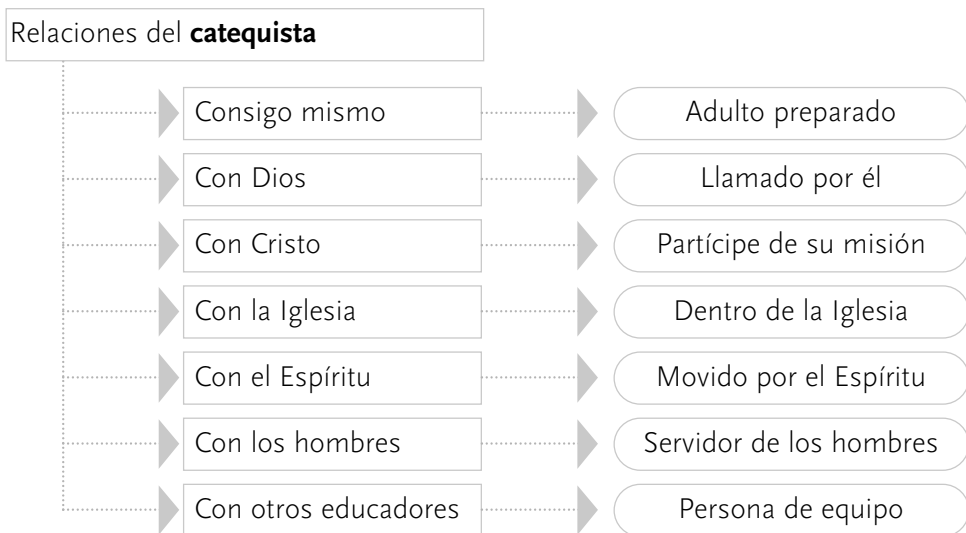 Relaciones del catequista
Consigo mismo
Adulto preparado
Con Dios
Llamado por él
Con Cristo
Partícipe de su misión
Con la Iglesia
Dentro de la Iglesia
Con el Espíritu
Movido por el Espíritu
Con los hombres
Servidor de los hombres
Con otros educadores
Persona de equipo